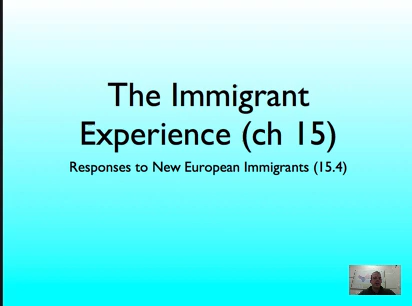 The Immigrant
Experience (ch 15)
Responses to New European Immigrants (15.4)